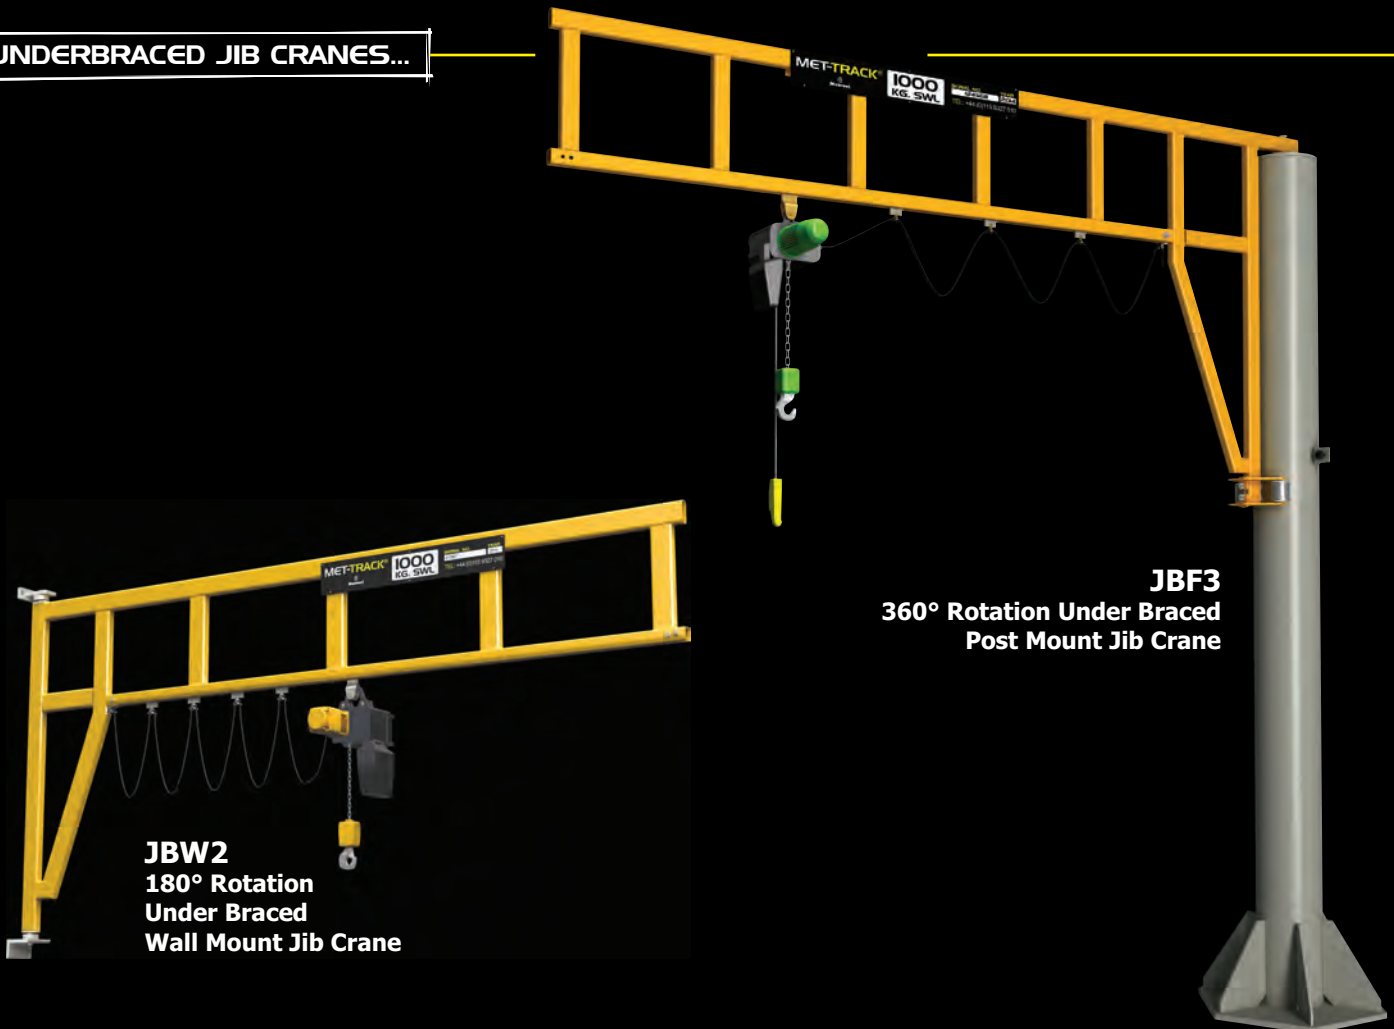 UNDERBRACED JIB CRANES...
MET-TRACK®
1000
KG. SWL
JBF3
360° Rotation Under Braced
Post Mount Jib Crane
MET-TRACK®
1000
KG. SWL
JBW2
180° Rotation
Under Braced
Wall Mount Jib Crane